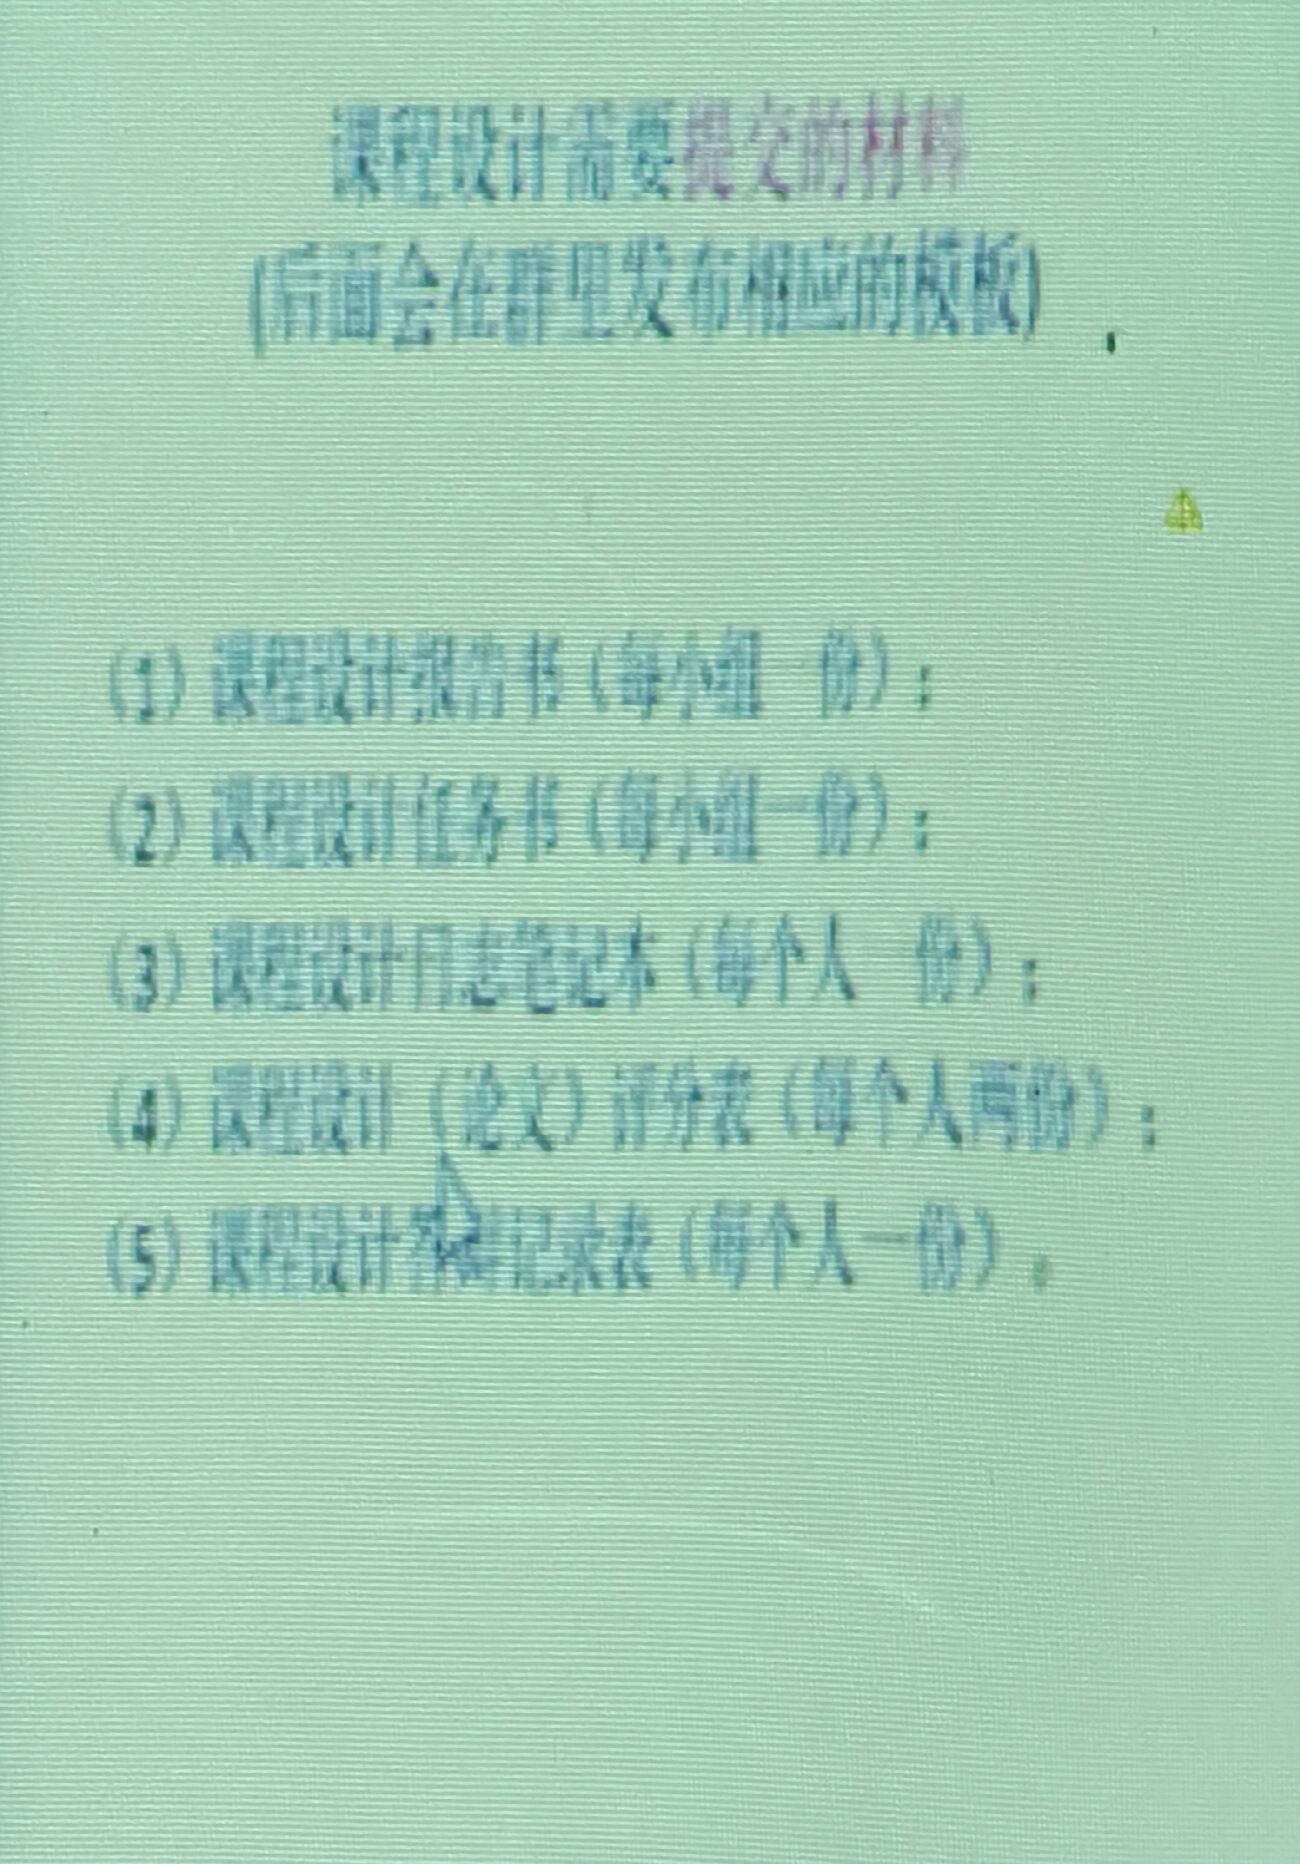 课程设计需要提交的材料
(后面会在群里发布相应的模板)
(1) 课程设计报告书(每小组一份);
(2) 课程设计任务书(每小组一份);
(3) 课程设计日志笔记本(每个人一份);
(4) 课程设计(论文)评分表(每个人两份);
(5) 课程设计答辩记录表(每个人一份)。